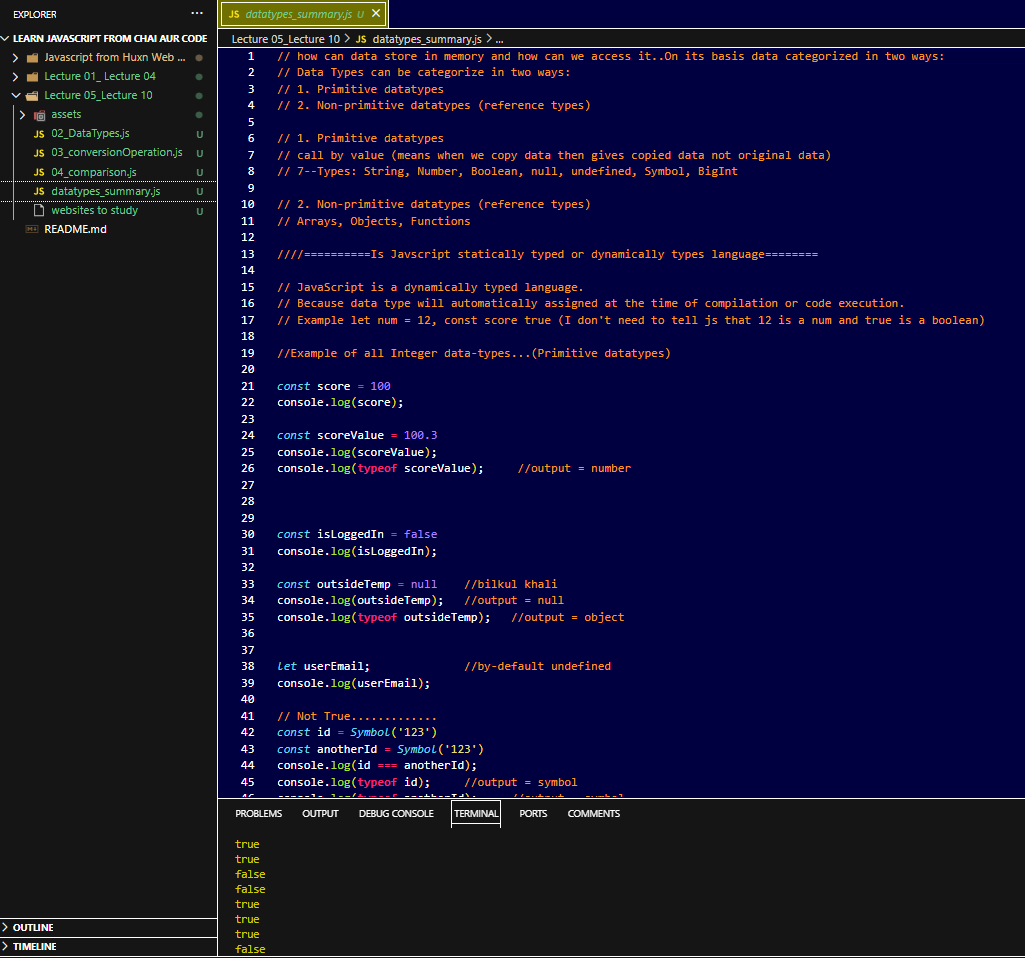 EXPLORER
···
LEARN JAVASCRIPT FROM CHAI AUR CODE
Javascript from Huxn Web ...
Lecture 01_ Lecture 04
Lecture 05_Lecture 10
assets
JS 02_DataTypes.js U
JS 03_conversionOperation.js U
JS 04_comparison.js U
JS datatypes_summary.js U
websites to study U
README.md
OUTLINE
TIMELINE
JS datatypes_summary.js U ×
Lecture 05_Lecture 10 > JS datatypes_summary.js > ...
1 // how can data store in memory and how can we access it..On its basis data categorized in two ways:
2 // Data Types can be categorize in two ways:
3 // 1. Primitive datatypes
4 // 2. Non-primitive datatypes (reference types)
5
6 // 1. Primitive datatypes
7 // call by value (means when we copy data then gives copied data not original data)
8 // 7--Types: String, Number, Boolean, null, undefined, Symbol, BigInt
9
10 // 2. Non-primitive datatypes (reference types)
11 // Arrays, Objects, Functions
12
13 ////==========Is Javscript statically typed or dynamically types language========
14
15 // JavaScript is a dynamically typed language.
16 // Because data type will automatically assigned at the time of compilation or code execution.
17 // Example let num = 12, const score true (I don't need to tell js that 12 is a num and true is a boolean)
18
19 //Example of all Integer data-types...(Primitive datatypes)
20
21 const score = 100
22 console.log(score);
23
24 const scoreValue = 100.3
25 console.log(scoreValue);
26 console.log(typeof scoreValue); //output = number
27
28
29
30 const isLoggedIn = false
31 console.log(isLoggedIn);
32
33 const outsideTemp = null //bilkul khali
34 console.log(outsideTemp); //output = null
35 console.log(typeof outsideTemp); //output = object
36
37
38 let userEmail; //by-default undefined
39 console.log(userEmail);
40
41 // Not True.............
42 const id = Symbol('123')
43 const anotherId = Symbol('123')
44 console.log(id === anotherId);
45 console.log(typeof id); //output = symbol
46 console.log(typeof anotherId); //output = symbol
PROBLEMS OUTPUT DEBUG CONSOLE TERMINAL PORTS COMMENTS
true
true
false
false
true
true
true
false